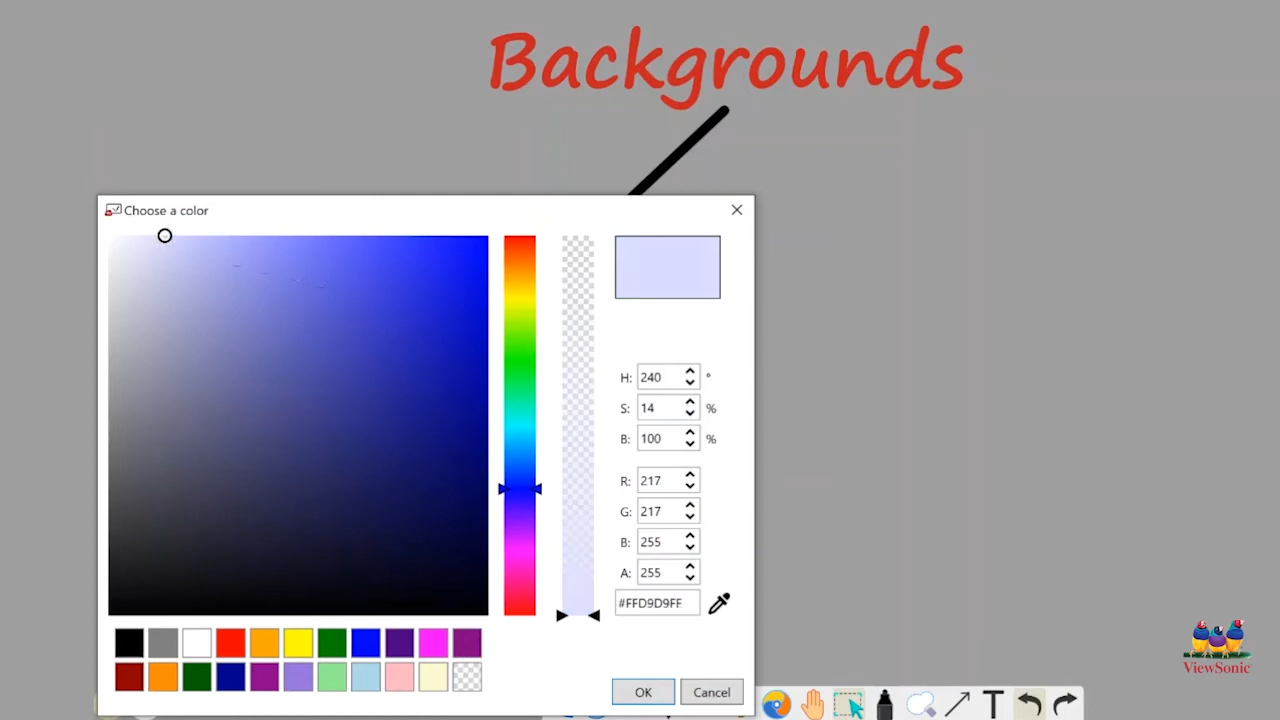 Backgrounds
Choose a color
H: 240 °
S: 14 %
B: 100 %
R: 217
G: 217
B: 255
A: 255
#FFD9D9FF
OK Cancel
T
ViewSonic